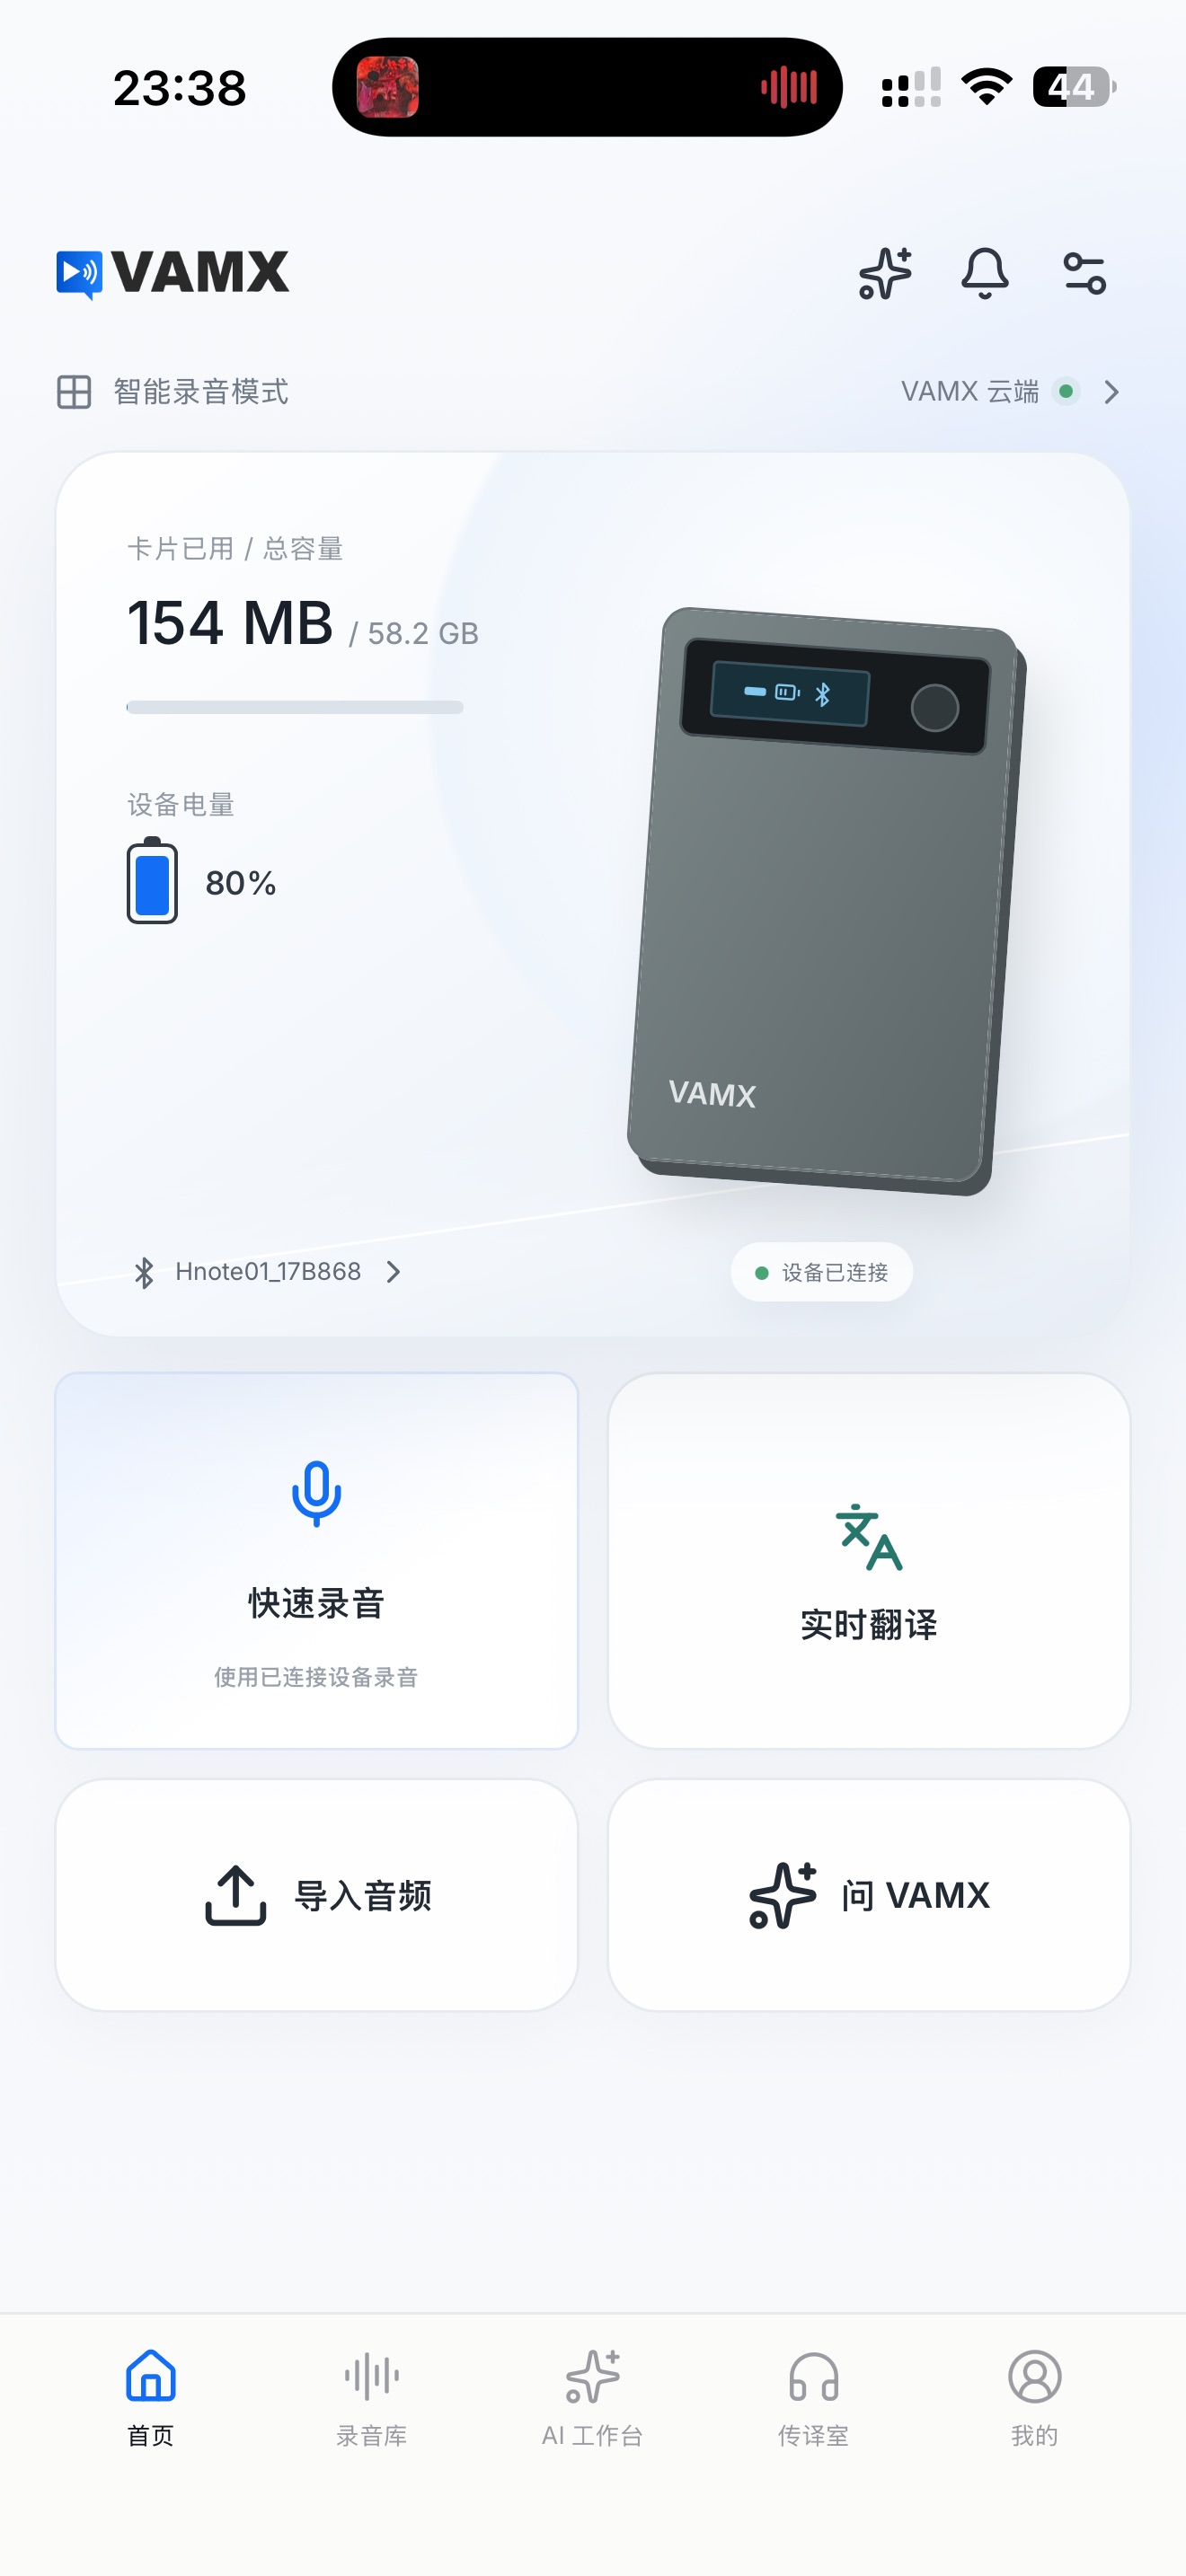 23:38
44
VAMX
智能录音模式
VAMX 云端
卡片已用 / 总容量
154 MB / 58.2 GB
设备电量
80%
VAMX
Hnote01_17B868
设备已连接
快速录音
使用已连接设备录音
实时翻译
导入音频
问 VAMX
首页
录音库
AI 工作台
传译室
我的